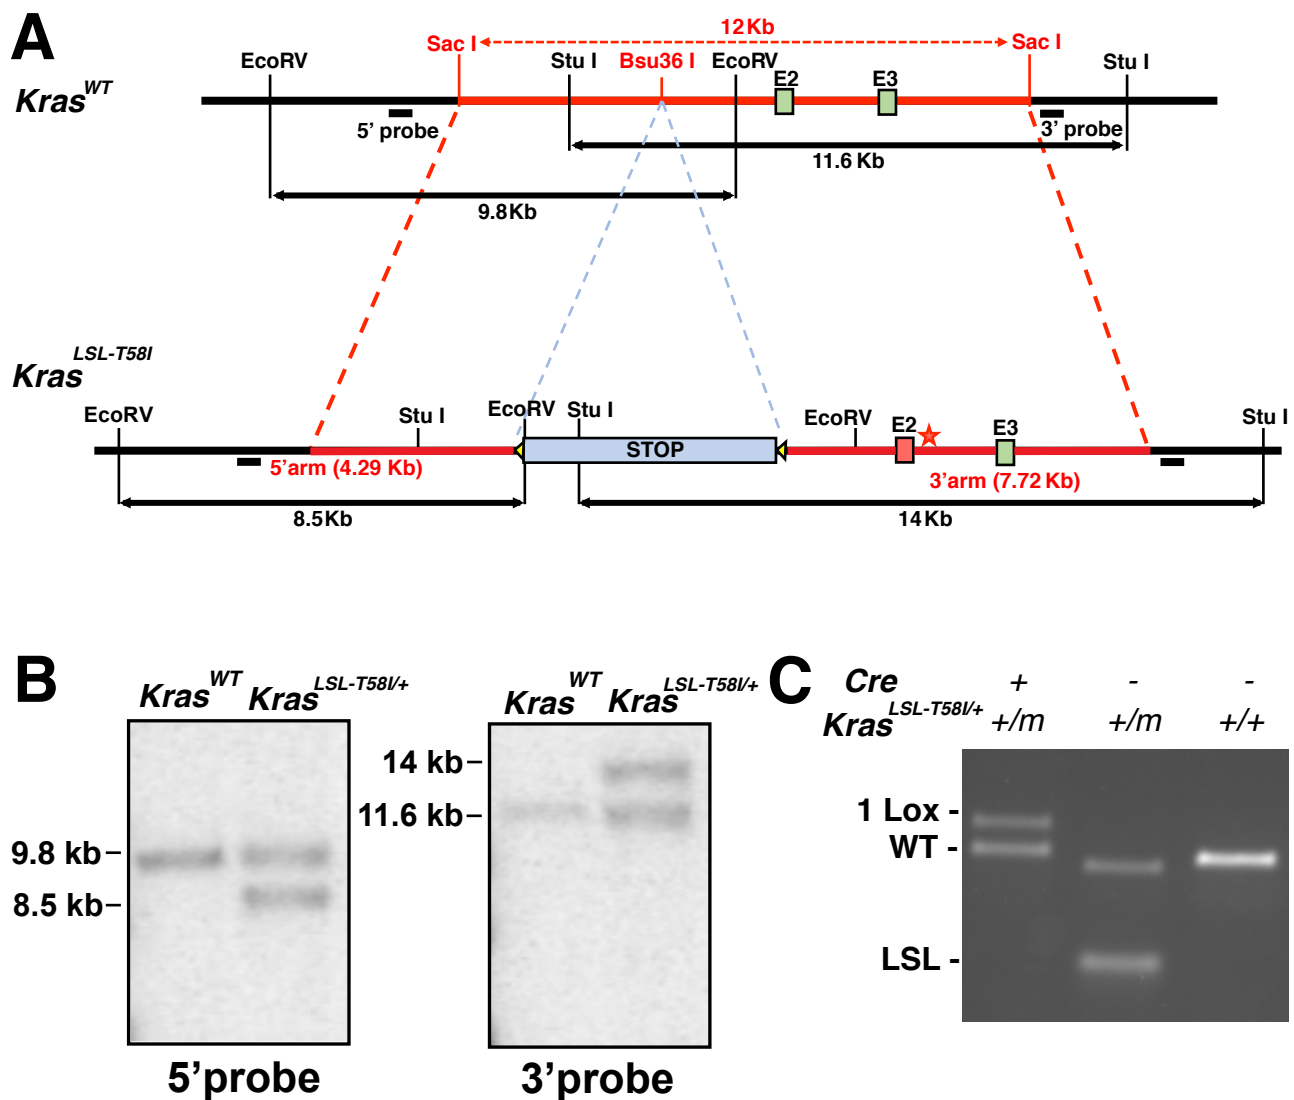 A
12Kb
Sac I
Sac I
EcoRV
Stu I
Bsu36 I
EcoRV
Stu I
E2
E3
Kras WT
5' probe
3' probe
11.6 Kb
9.8Kb
Kras LSL-T58I
EcoRV
Stu I
EcoRV
Stu I
EcoRV
E2
E3
Stu I
STOP
5'arm (4.29 Kb)
3'arm (7.72 Kb)
8.5Kb
14Kb
B
Kras WT
Kras LSL-T58I/+
9.8 kb
8.5 kb
5'probe
Kras WT
Kras LSL-T58I/+
14 kb
11.6 kb
3'probe
C
Cre + - -
Kras LSL-T58I/+ +/m +/m +/+
1 Lox -
WT -
LSL -